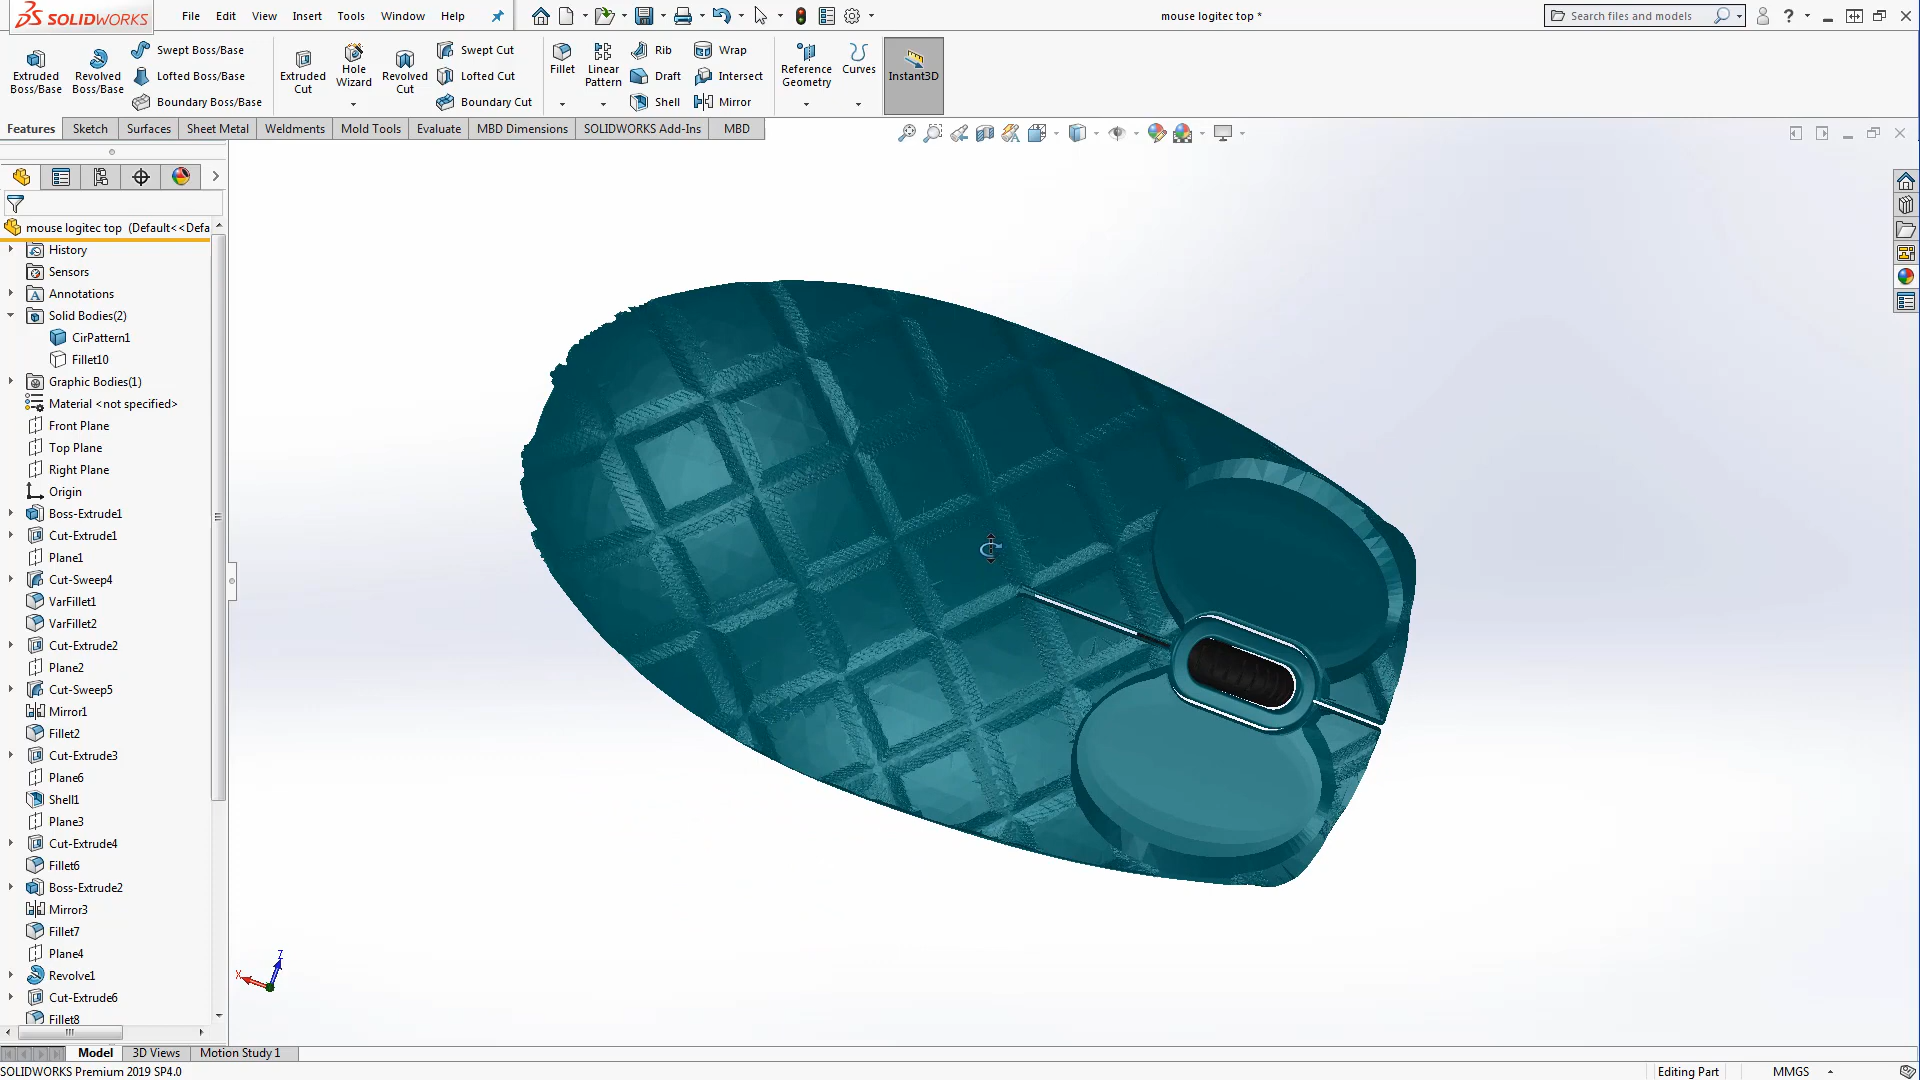 SOLIDWORKS
File Edit View Insert Tools Window Help
mouse logitec top *
Search files and models
Extruded Boss/Base
Revolved Boss/Base
Swept Boss/Base
Lofted Boss/Base
Boundary Boss/Base
Extruded Cut
Hole Wizard
Revolved Cut
Swept Cut
Lofted Cut
Boundary Cut
Fillet
Linear Pattern
Rib
Draft
Shell
Wrap
Intersect
Mirror
Reference Geometry
Curves
Instant3D
Features Sketch Surfaces Sheet Metal Weldments Mold Tools Evaluate MBD Dimensions SOLIDWORKS Add-Ins MBD
mouse logitec top (Default<<Defa
History
Sensors
Annotations
Solid Bodies(2)
CirPattern1
Fillet10
Graphic Bodies(1)
Material <not specified>
Front Plane
Top Plane
Right Plane
Origin
Boss-Extrude1
Cut-Extrude1
Plane1
Cut-Sweep4
VarFillet1
VarFillet2
Cut-Extrude2
Plane2
Cut-Sweep5
Mirror1
Fillet2
Cut-Extrude3
Plane6
Shell1
Plane3
Cut-Extrude4
Fillet6
Boss-Extrude2
Mirror3
Fillet7
Plane4
Revolve1
Cut-Extrude6
Fillet8
Z
X
Model 3D Views Motion Study 1
SOLIDWORKS Premium 2019 SP4.0
Editing Part
MMGS